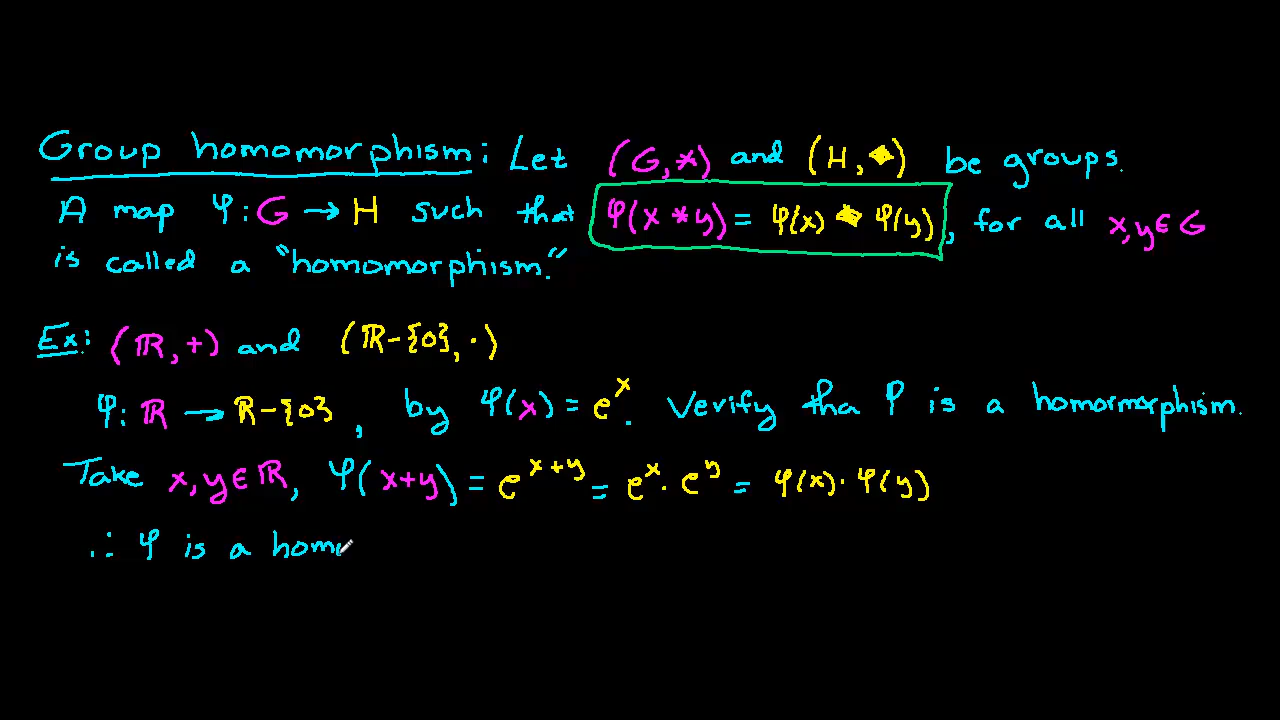 Group homomorphism: Let (G, *) and (H, ◆) be groups.
A map φ: G → H such that φ(x * y) = φ(x) ◆ φ(y), for all x, y ∈ G
is called a "homomorphism."
Ex: (ℝ, +) and (ℝ-{0}, ·)
φ: ℝ → ℝ-{0}, by φ(x) = e^x. Verify tha φ is a homormorphism.
Take x, y ∈ ℝ, φ(x+y) = e^{x+y} = e^x · e^y = φ(x) · φ(y)
∴ φ is a homo